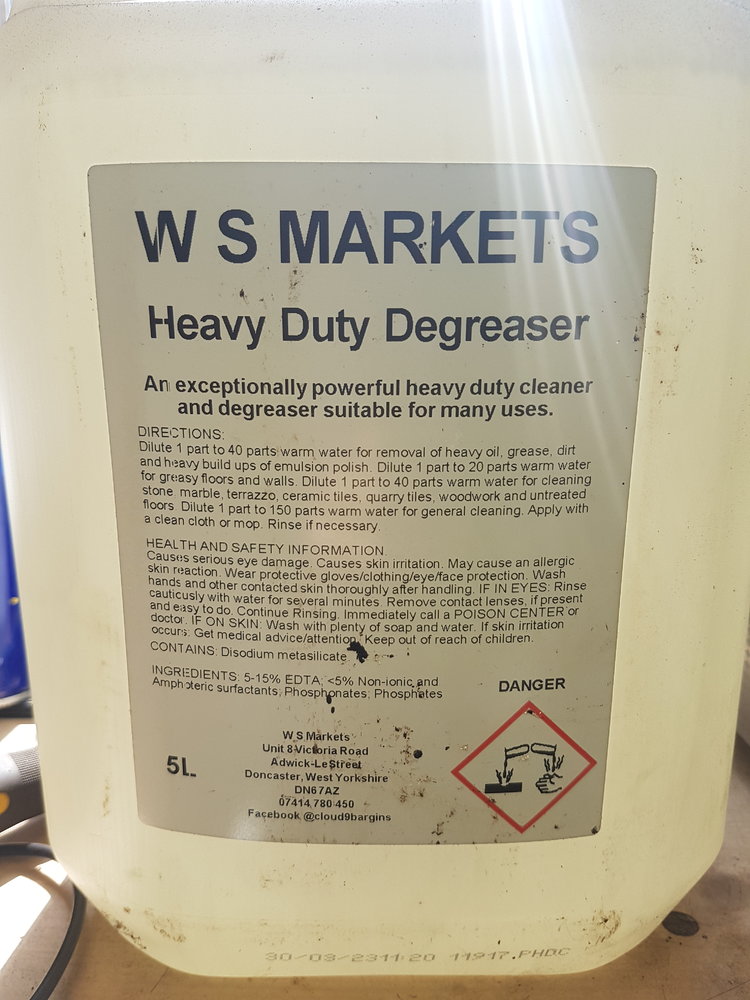 W S MARKETS
Heavy Duty Degreaser
An exceptionally powerful heavy duty cleaner
and degreaser suitable for many uses.
DIRECTIONS:
Dilute 1 part to 40 parts warm water for removal of heavy oil, grease, dirt
and heavy build ups of emulsion polish. Dilute 1 part to 20 parts warm water
for greasy floors and walls. Dilute 1 part to 40 parts warm water for cleaning
stone marble, terrazzo, ceramic tiles, quarry tiles, woodwork and untreated
floors. Dilute 1 part to 150 parts warm water for general cleaning. Apply with
a clean cloth or mop. Rinse if necessary.
HEALTH AND SAFETY INFORMATION.
Causes serious eye damage. Causes skin irritation. May cause an allergic
skin reaction. Wear protective gloves/clothing/eye/face protection. Wash
hands and other contacted skin thoroughly after handling. IF IN EYES: Rinse
cauticusly with water for several minutes. Remove contact lenses, if present
and easy to do. Continue Rinsing. Immediately call a POISON CENTER or
doctor. IF ON SKIN: Wash with plenty of soap and water. If skin irritation
occurs: Get medical advice/attention. Keep out of reach of children.
CONTAINS: Disodium metasilicate
INGREDIENTS: 5-15% EDTA; <5% Non-ionic and
Amphoteric surfactants; Phosphonates; Phosphates
DANGER
5L
W S Markets
Unit 8 Victoria Road
Adwick-Le Street
Doncaster, West Yorkshire
DN6 7AZ
07414 780 450
Facebook @cloud9bargins
30/03/23 11:20 11917.PHDC